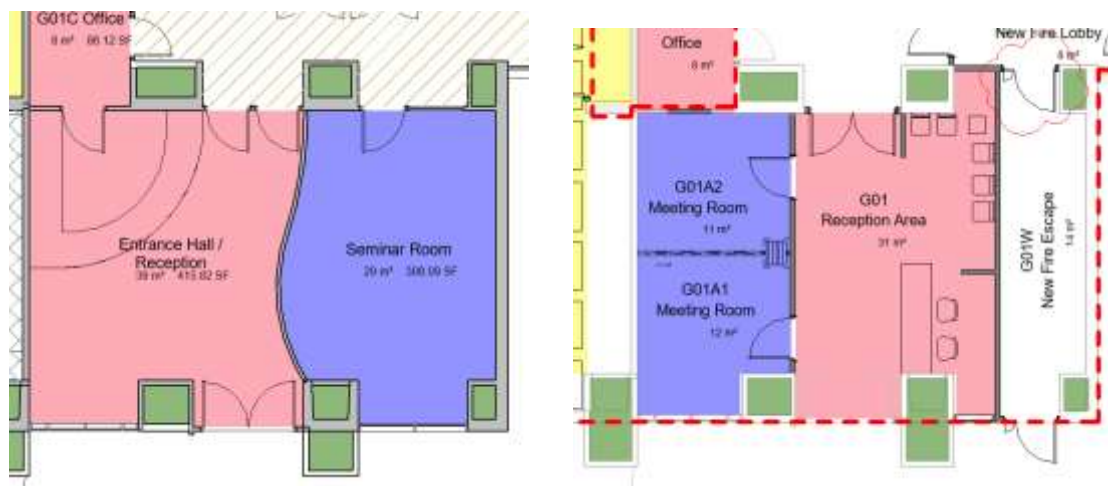 G01C Office
8 m² 86.12 SF
Entrance Hall /
Reception
39 m² 415.82 SF
Seminar Room
29 m² 308.09 SF
Office
8 m²
New Fire Lobby
6 m²
G01A2
Meeting Room
11 m²
G01
Reception Area
31 m²
G01A1
Meeting Room
12 m²
G01W
New Fire Escape
14 m²